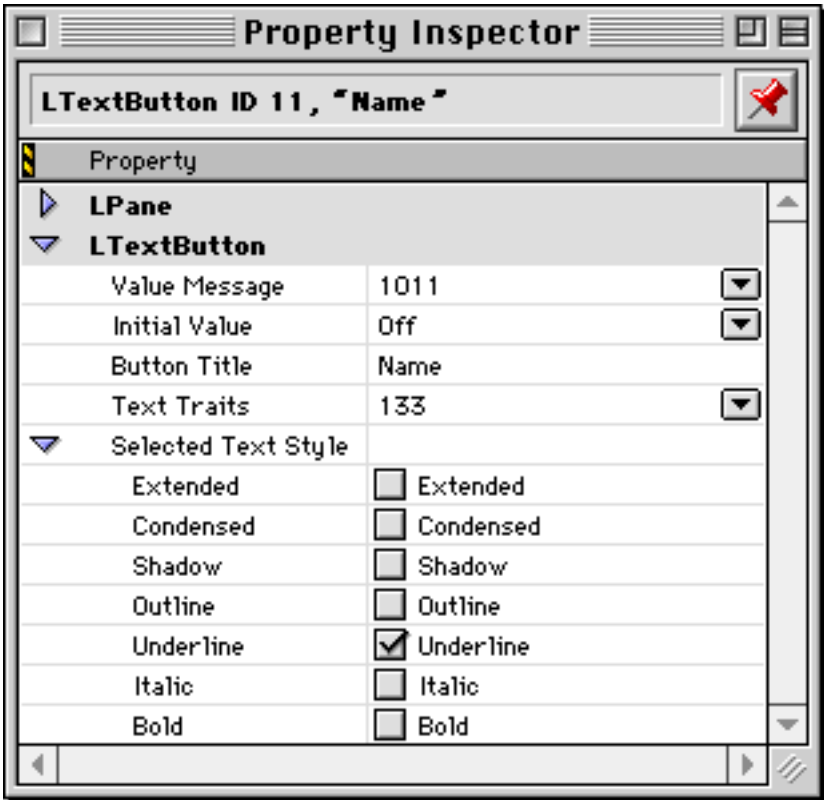 Property Inspector
LTextButton ID 11, "Name"
Property
LPane
LTextButton
Value Message 1011
Initial Value Off
Button Title Name
Text Traits 133
Selected Text Style
Extended Extended
Condensed Condensed
Shadow Shadow
Outline Outline
Underline Underline
Italic Italic
Bold Bold